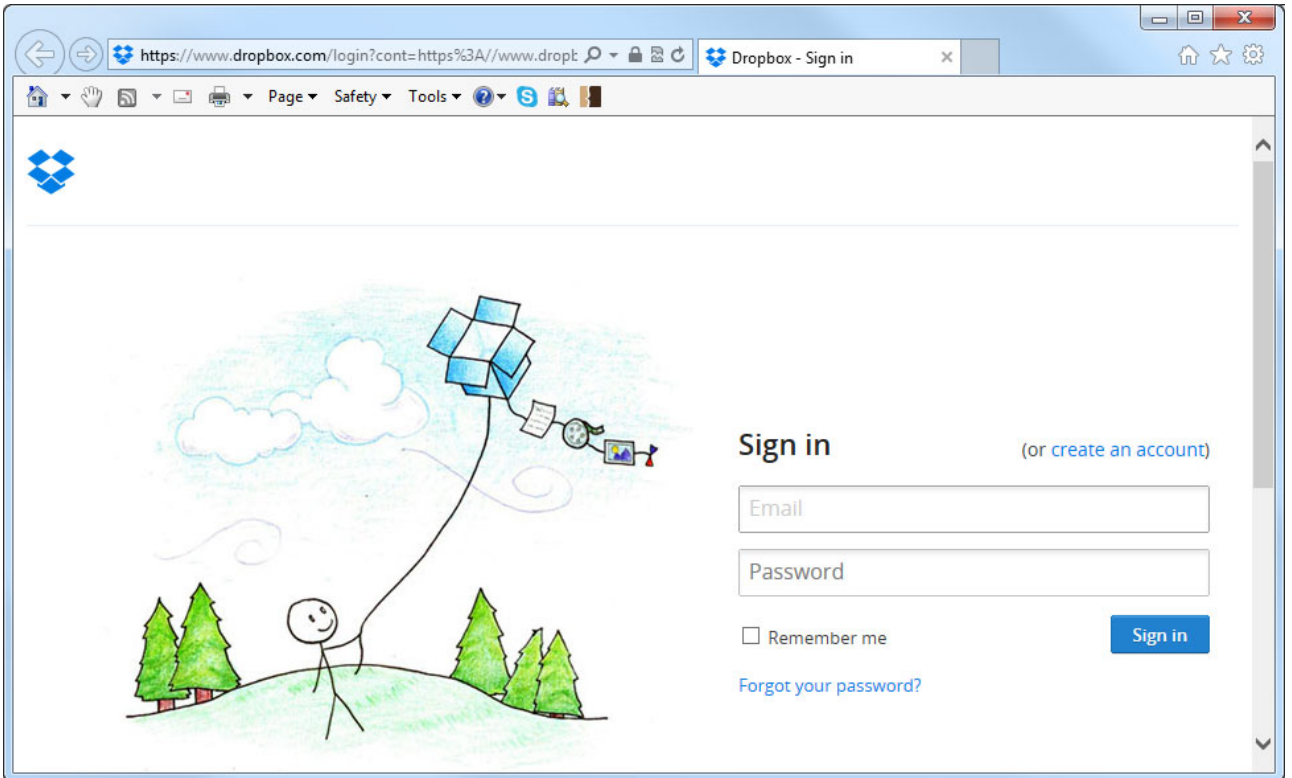 https://www.dropbox.com/login?cont=https%3A//www.dropb
Dropbox - Sign in
Page Safety Tools
Sign in
(or create an account)
Email
Password
Remember me
Sign in
Forgot your password?